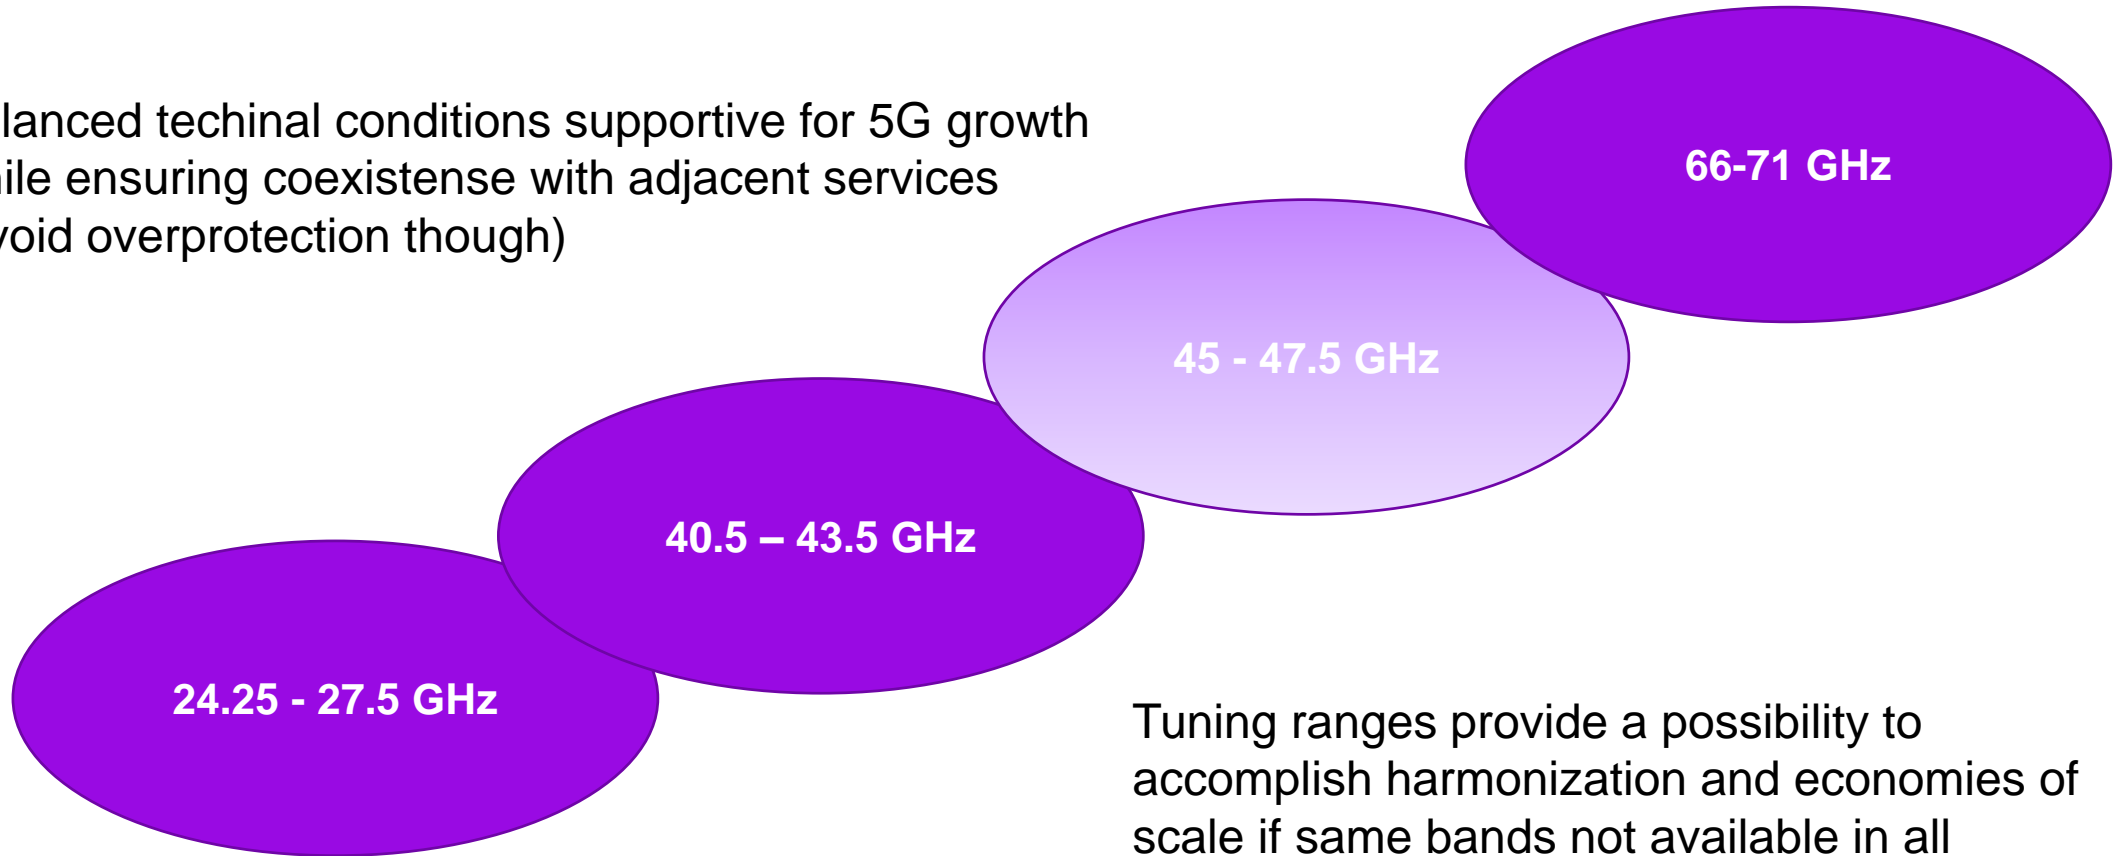 lanced techinal conditions supportive for 5G growth
ile ensuring coexistense with adjacent services
void overprotection though)
66-71 GHz
45 - 47.5 GHz
40.5 – 43.5 GHz
24.25 - 27.5 GHz
Tuning ranges provide a possibility to
accomplish harmonization and economies of
scale if same bands not available in all